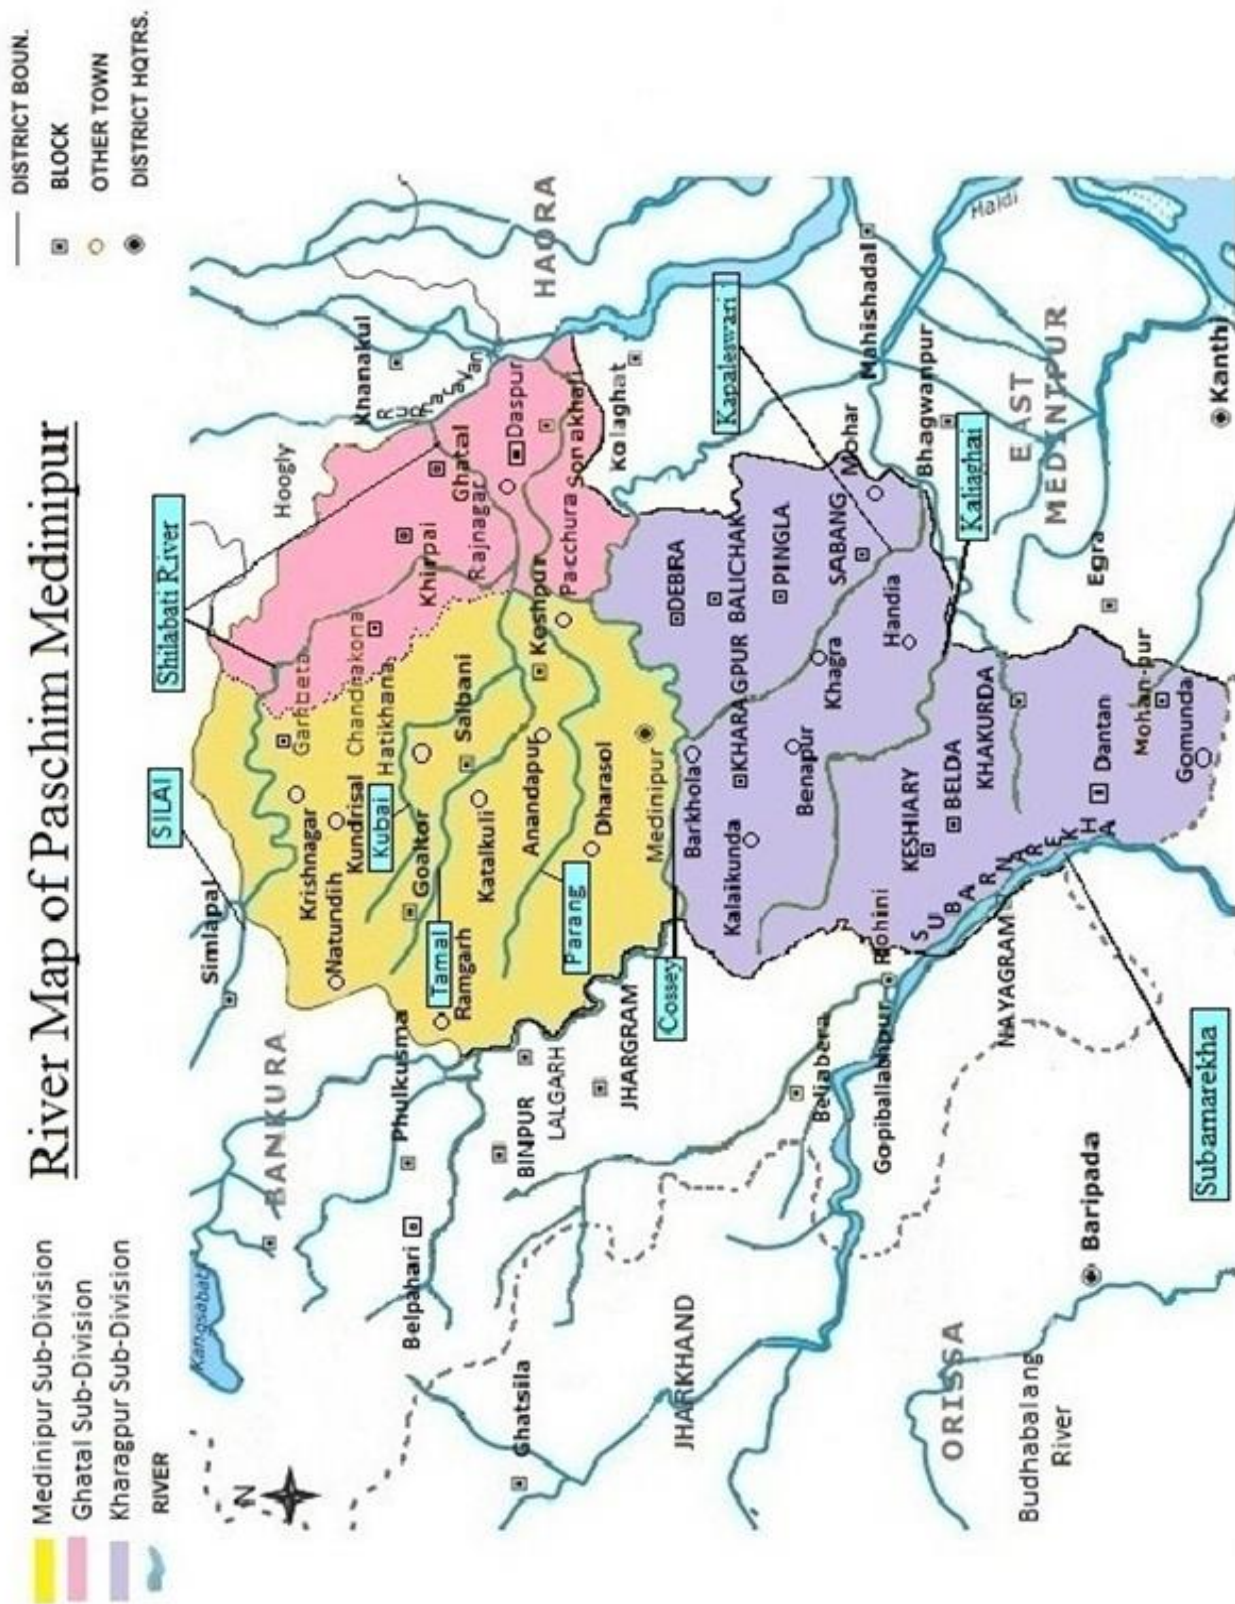 River Map of Paschim Medinipur
Medinipur Sub-Division
Ghatal Sub-Division
Kharagpur Sub-Division
RIVER
DISTRICT BOUN.
BLOCK
OTHER TOWN
DISTRICT HQTRS.
N
Kangsabati
BANKURA
Simlapal
SILAI
Shilabati River
Hoogly
Khanakul
HAORA
Garhbeta
Krishnagar
Natundih
Kundrisal
Chandrakona
Hatikhana
Khirpai
Ghatal
Rajnagar
Daspur
Sonakhali
Kubai
Goaltor
Salbani
Keshpur
Pacchura
Kolaghat
Phulkusma
Tamal
Ramgarh
Katalkuli
Anandapur
Dharasol
Parang
Medinipur
Belpahari
BINPUR
LALGARH
JHARGRAM
Cossey
Ghatsila
JHARKHAND
Barkhola
KHARAGPUR
Kalaikunda
Benapur
DEBRA
BALICHAK
PINGLA
SABANG
Kapaleswari
Mohar
Mahishadal
Haldi
Khagra
Handia
Bhagwanpur
Kaliaghai
EAST
MEDINIPUR
Beliabera
Gopiballabhpur
Rohini
KESHIARY
BELDA
KHAKURDA
SUBARNAREKHA
NAYAGRAM
Dantan
Mohan-pur
Gomunda
Egra
Kanthi
ORISSA
Budhabalang
River
Baripada
Subarnarekha